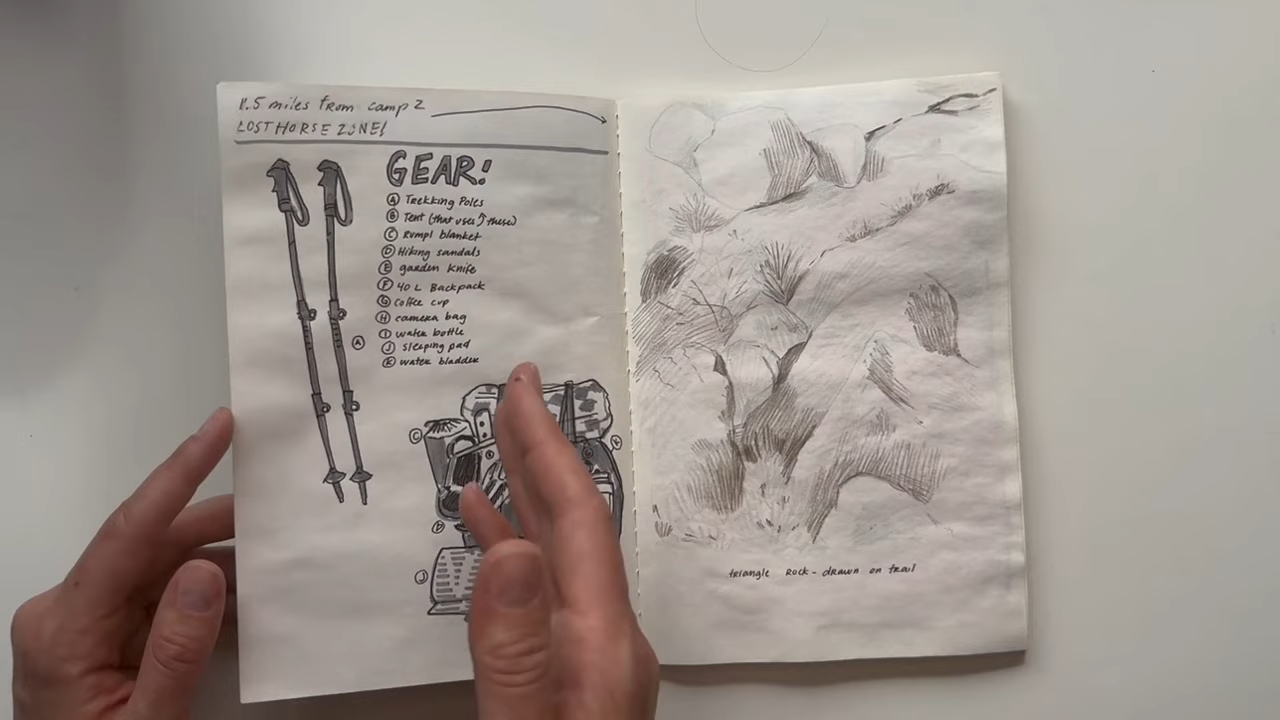 1.5 miles from camp 2
LOST HORSE ZONE!
GEAR!
A Trekking Poles
B Tent (that uses these)
C Rumpl blanket
D Hiking sandals
E garden knife
F 40 L Backpack
G Coffee cup
H camera bag
I water bottle
J sleeping pad
K water bladder
A
C
D
J
triangle Rock - drawn on trail